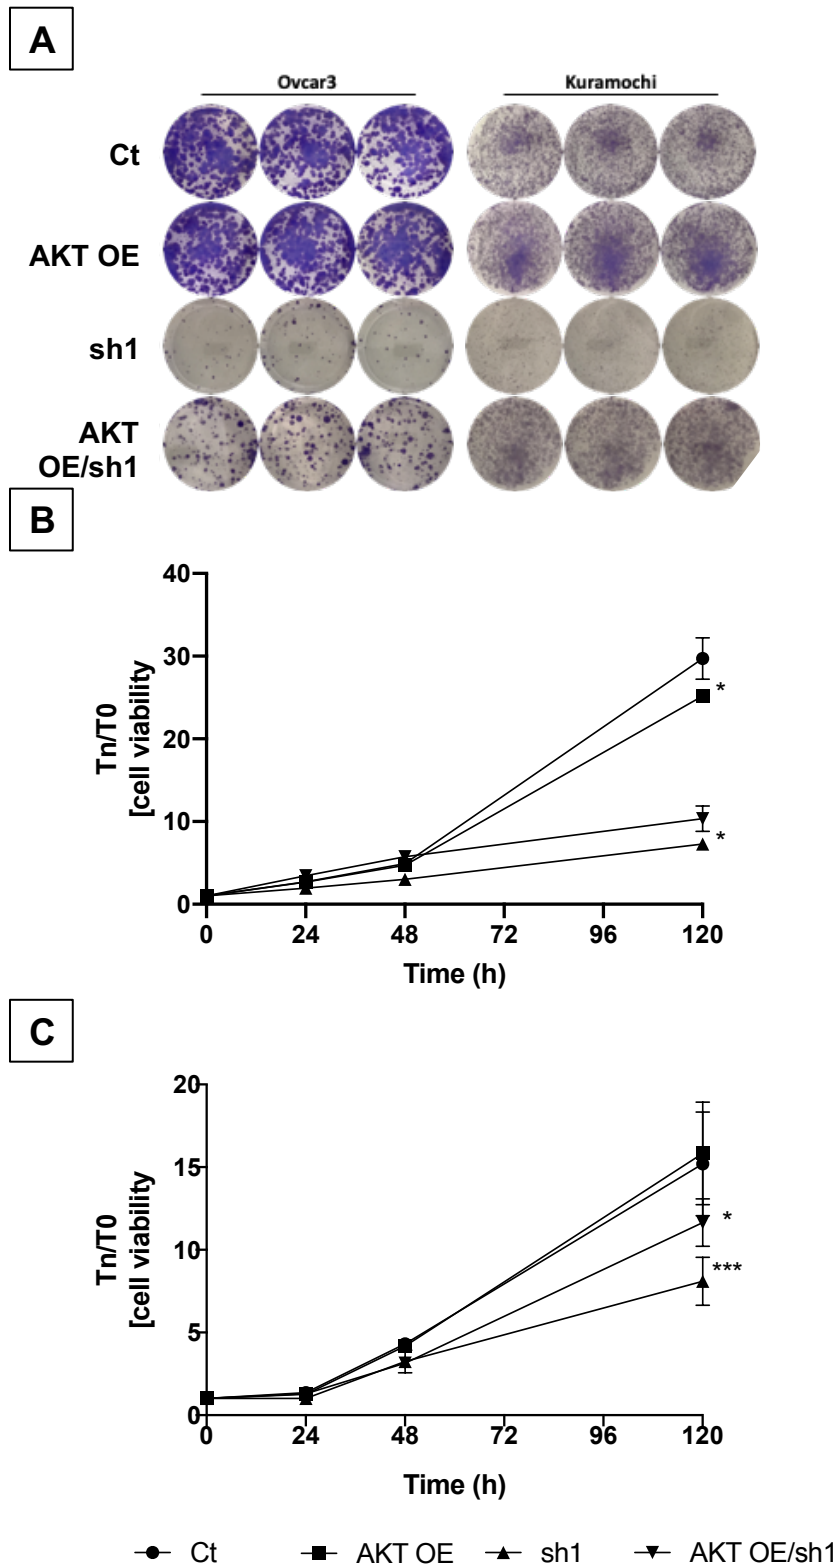 A
Ovcar3 Kuramochi
Ct
AKT OE
sh1
AKT
OE/sh1
B
40
30
20
10
0
Tn/T0
[cell viability
*
*
0 24 48 72 96 120
Time (h)
C
20
15
10
5
0
Tn/T0
[cell viability
*
***
0 24 48 72 96 120
Time (h)
Ct AKT OE sh1 AKT OE/sh1